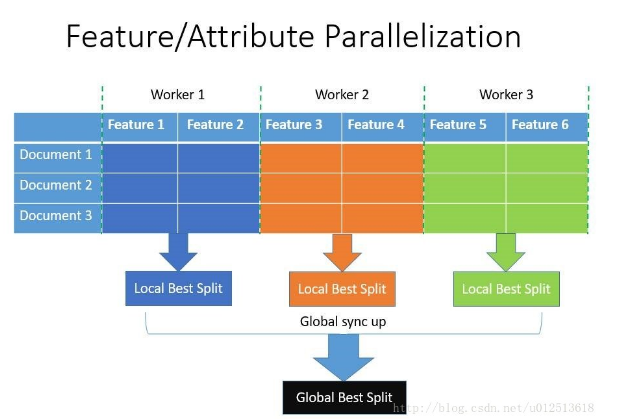 Feature/Attribute Parallelization
Worker 1 Worker 2 Worker 3
Feature 1 Feature 2 Feature 3 Feature 4 Feature 5 Feature 6
Document 1
Document 2
Document 3
Local Best Split Local Best Split Local Best Split
Global sync up
Global Best Split
http://blog.csdn.net/u012513618